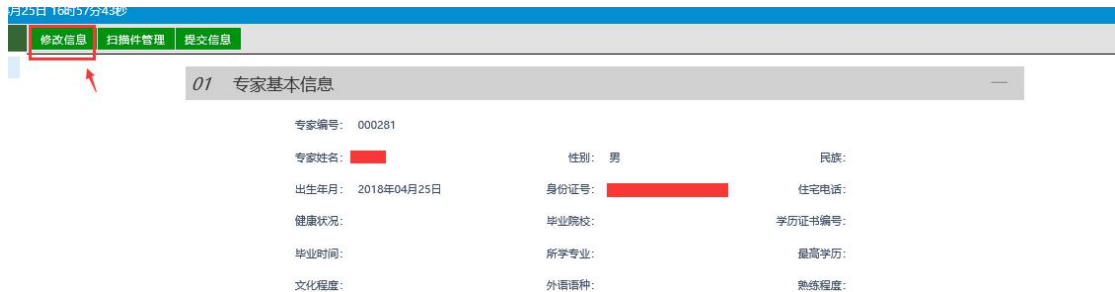 月25日 16时57分43秒
修改信息 扫描件管理 提交信息
01 专家基本信息
专家编号: 000281
专家姓名: 性别: 男 民族:
出生年月: 2018年04月25日 身份证号: 住宅电话:
健康状况: 毕业院校: 学历证书编号:
毕业时间: 所学专业: 最高学历:
文化程度: 外语语种: 熟练程度: